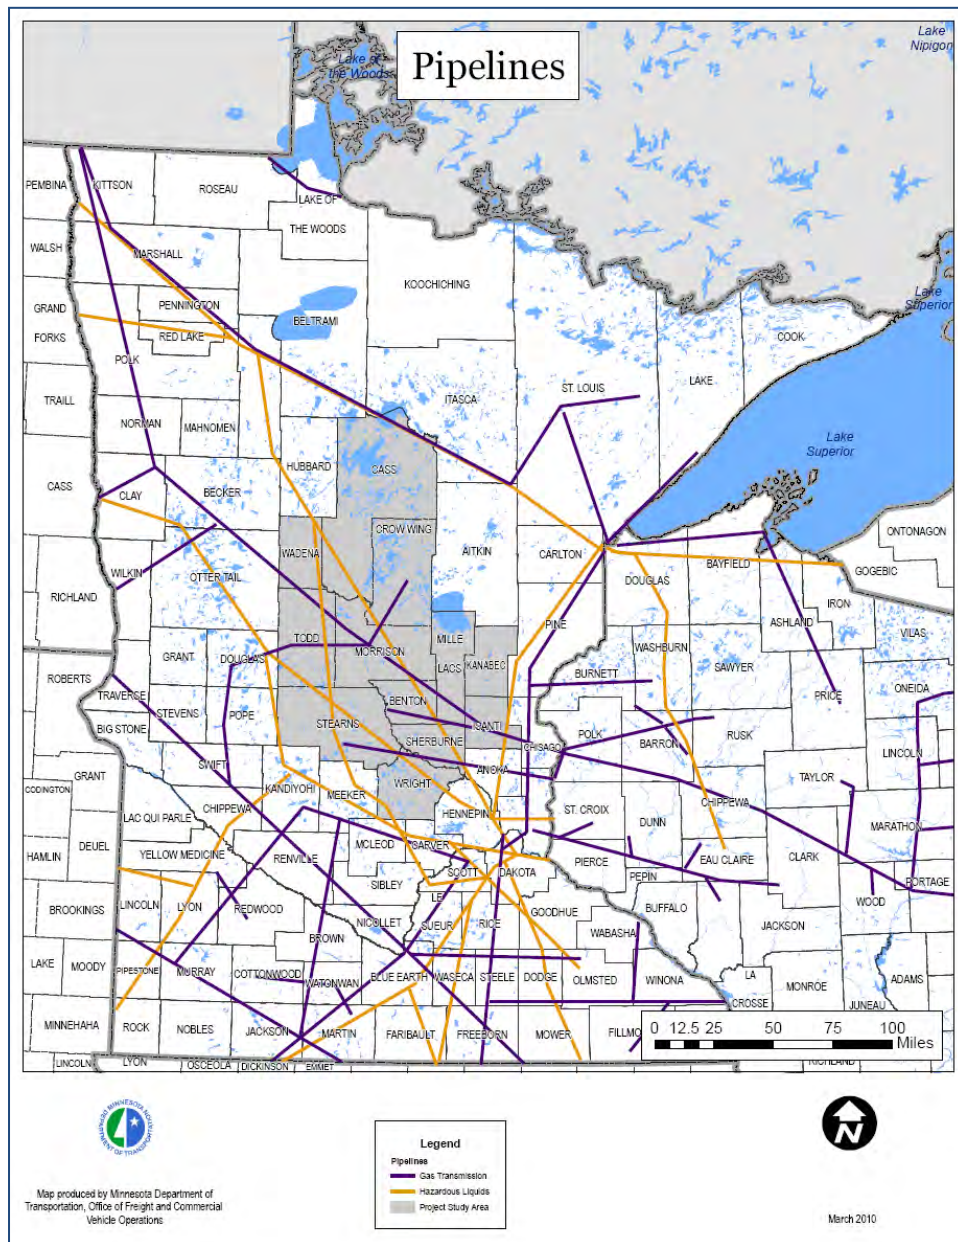 Pipelines
Lake
Nipigon
Lake of
the Woods
PEMBINA
KITTSON
ROSEAU
LAKE OF
THE WOODS
WALSH
MARSHALL
KOOCHICHING
Lake
Superior
GRAND
FORKS
PENNINGTON
BELTRAMI
RED LAKE
COOK
POLK
ITASCA
ST. LOUIS
LAKE
TRAILL
NORMAN
MAHNOMEN
Lake
Superior
CASS
CLAY
BECKER
HUBBARD
CASS
ONTONAGON
CROW WING
WADENA
AITKIN
CARLTON
BAYFIELD
GOGEBIC
RICHLAND
WILKIN
OTTER TAIL
DOUGLAS
IRON
ASHLAND
VILAS
PINE
TODD
MORRISON
MILLE
LACS
KANABEC
WASHBURN
SAWYER
GRANT
DOUGLAS
BURNETT
ROBERTS
TRAVERSE
PRICE
ONEIDA
STEVENS
POPE
BENTON
BIG STONE
STEARNS
ISANTI
SHERBURNE
CHISAGO
POLK
BARRON
RUSK
LINCOLN
SWIFT
ANOKA
TAYLOR
GRANT
CODINGTON
KANDIYOHI
MEEKER
WRIGHT
HENNEPIN
CHIPPEWA
LAC QUI PARLE
ST. CROIX
DUNN
CHIPPEWA
MARATHON
DEUEL
HAMLIN
YELLOW MEDICINE
RENVILLE
MCLEOD
CARVER
SCOTT
DAKOTA
PIERCE
PEPIN
EAU CLAIRE
CLARK
PORTAGE
WOOD
SIBLEY
LE
SUEUR
LINCOLN
LYON
REDWOOD
NICOLLET
RICE
GOODHUE
BUFFALO
BROOKINGS
BROWN
WABASHA
JACKSON
LAKE
MOODY
PIPESTONE
MURRAY
COTTONWOOD
WATONWAN
BLUE EARTH
WASECA
STEELE
DODGE
OLMSTED
WINONA
LA
CROSSE
MONROE
ADAMS
JUNEAU
MINNEHAHA
ROCK
NOBLES
JACKSON
MARTIN
FARIBAULT
FREEBORN
MOWER
FILLMO
0 12.5 25 50 75 100
Miles
LINCOLN
LYON
OSCEOLA
DICKINSON
EMMET
RICHLAND
MINNESOTA
DEPARTMENT OF TRANSPORTATION
N
Legend
Pipelines
Gas Transmission
Hazardous Liquids
Project Study Area
Map produced by Minnesota Department of
Transportation, Office of Freight and Commercial
Vehicle Operations
March 2010